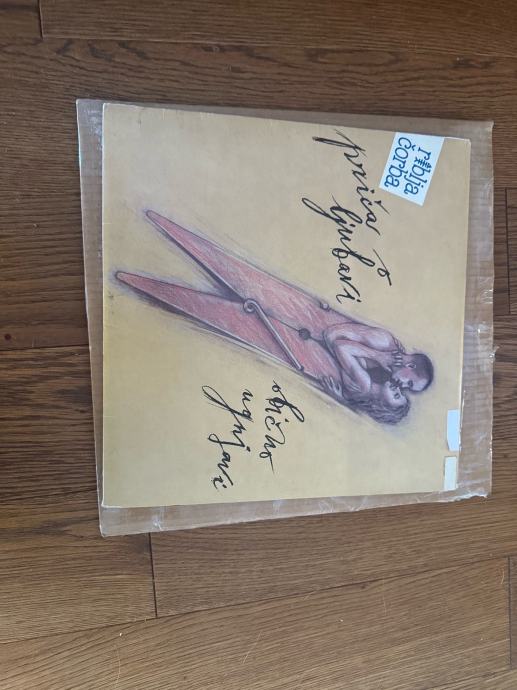 riblja
čorba
priča o
ljubavi
obično
ugnjavi